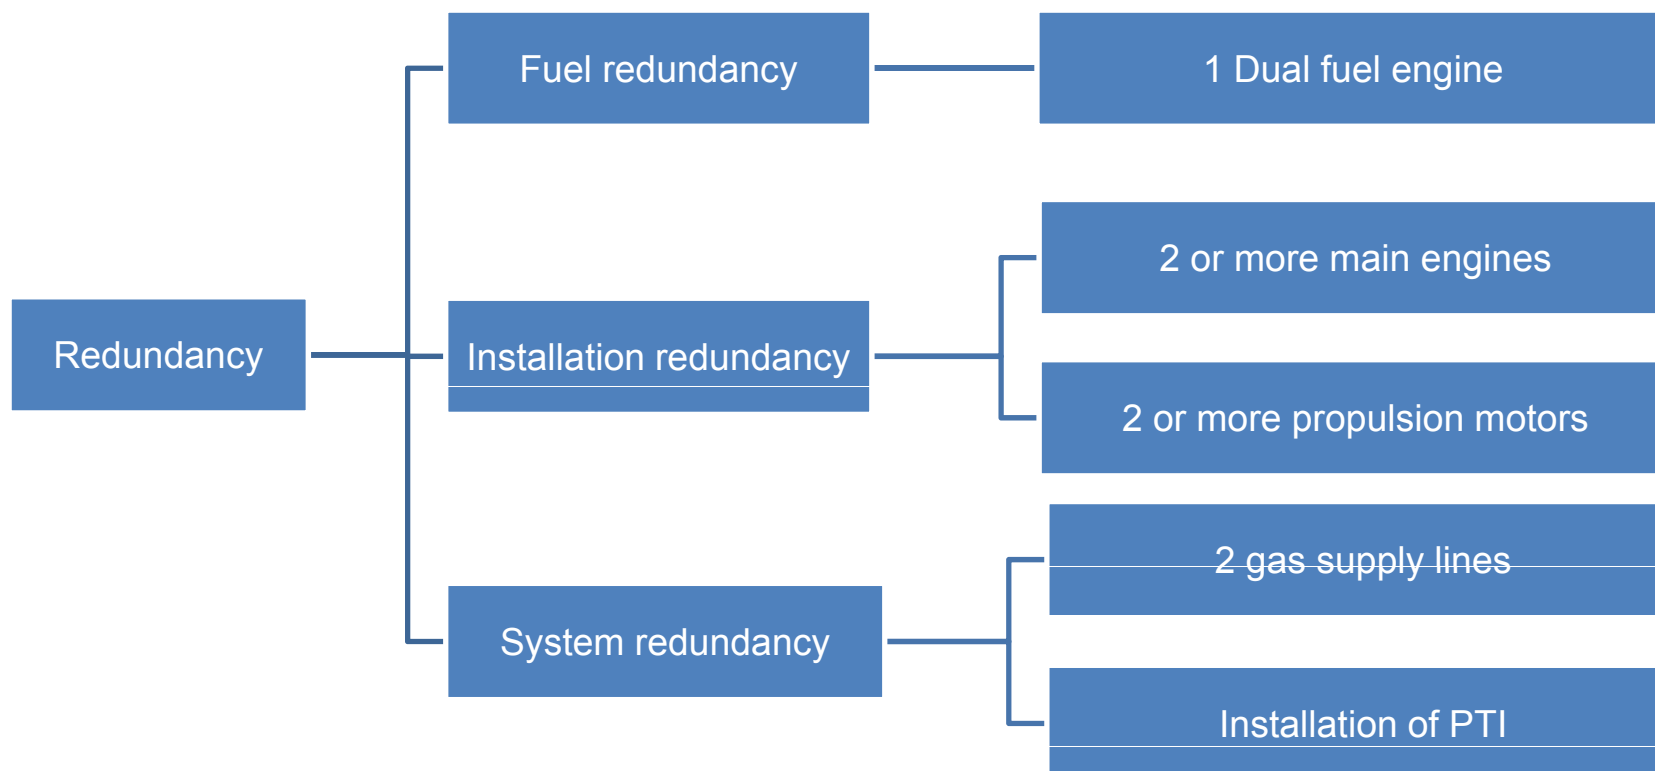 Fuel redundancy
1 Dual fuel engine
2 or more main engines
Redundancy
Installation redundancy
2 or more propulsion motors
2 gas supply lines
System redundancy
Installation of PTI